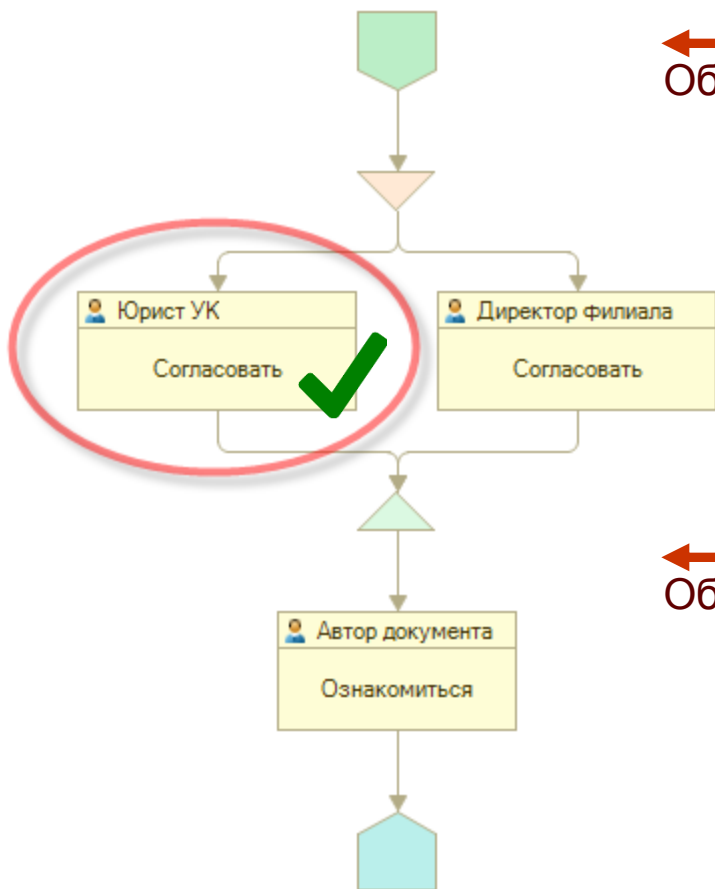 Об
Юрист УК
Директор филиала
Согласовать
Согласовать
Об
Автор документа
Ознакомиться